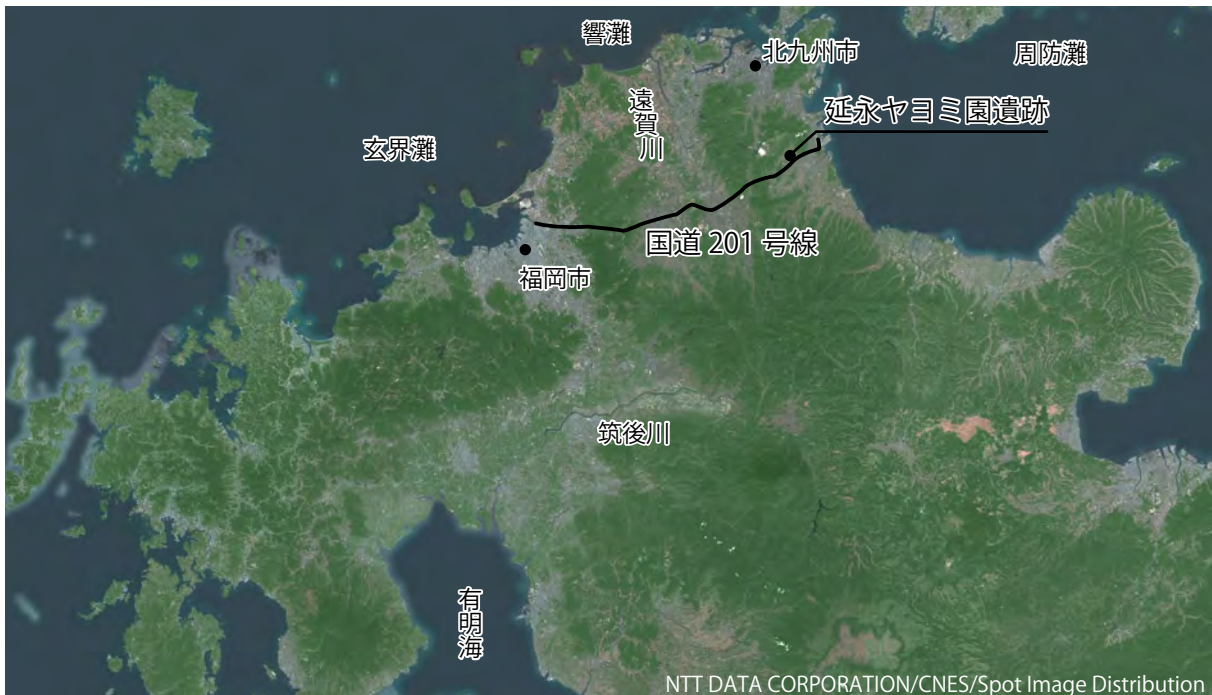 響灘
北九州市
周防灘
遠賀川
延永ヤヨミ園遺跡
玄界灘
国道 201 号線
福岡市
筑後川
有明海
NTT DATA CORPORATION/CNES/Spot Image Distribution